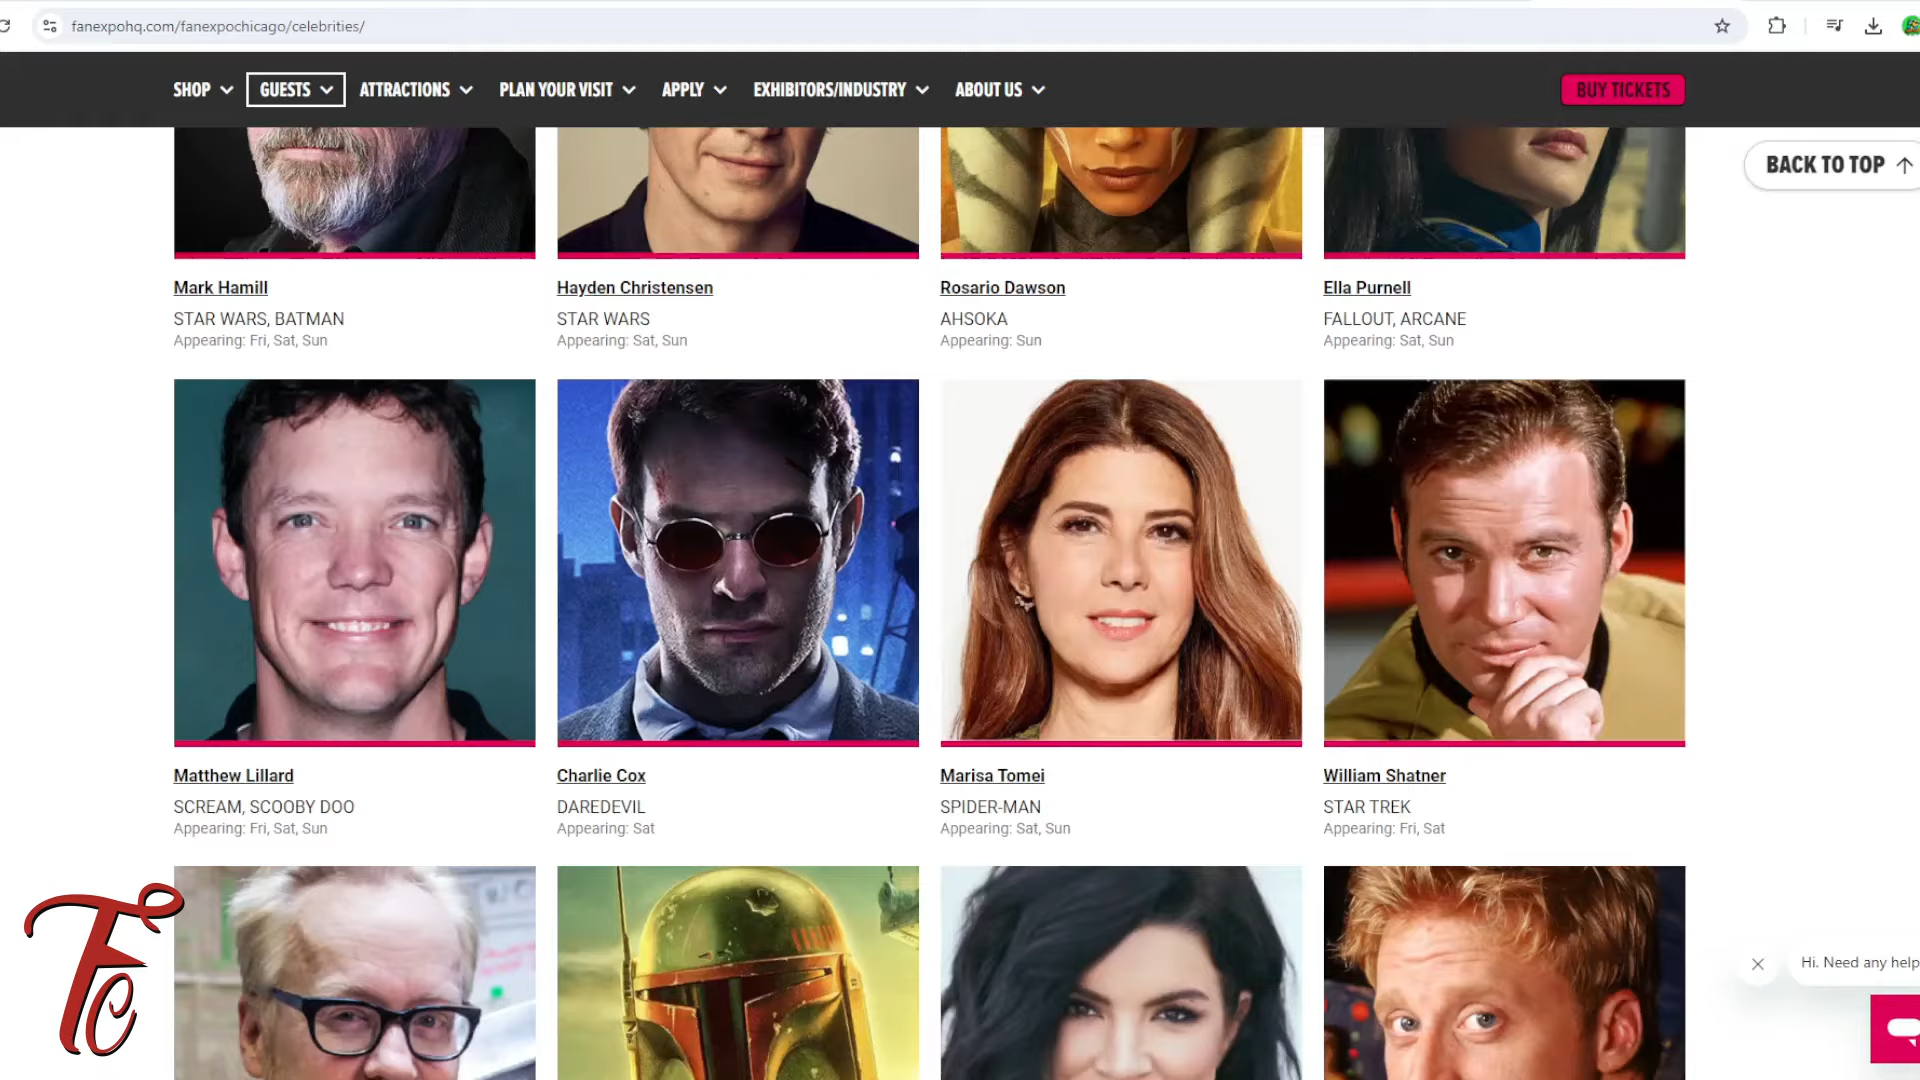 fanexpohq.com/fanexpochicago/celebrities/
SHOP GUESTS ATTRACTIONS PLAN YOUR VISIT APPLY EXHIBITORS/INDUSTRY ABOUT US BUY TICKETS
BACK TO TOP
Mark Hamill
STAR WARS, BATMAN
Appearing: Fri, Sat, Sun
Hayden Christensen
STAR WARS
Appearing: Sat, Sun
Rosario Dawson
AHSOKA
Appearing: Sun
Ella Purnell
FALLOUT, ARCANE
Appearing: Sat, Sun
Matthew Lillard
SCREAM, SCOOBY DOO
Appearing: Fri, Sat, Sun
Charlie Cox
DAREDEVIL
Appearing: Sat
Marisa Tomei
SPIDER-MAN
Appearing: Sat, Sun
William Shatner
STAR TREK
Appearing: Fri, Sat
Hi. Need any help
FC